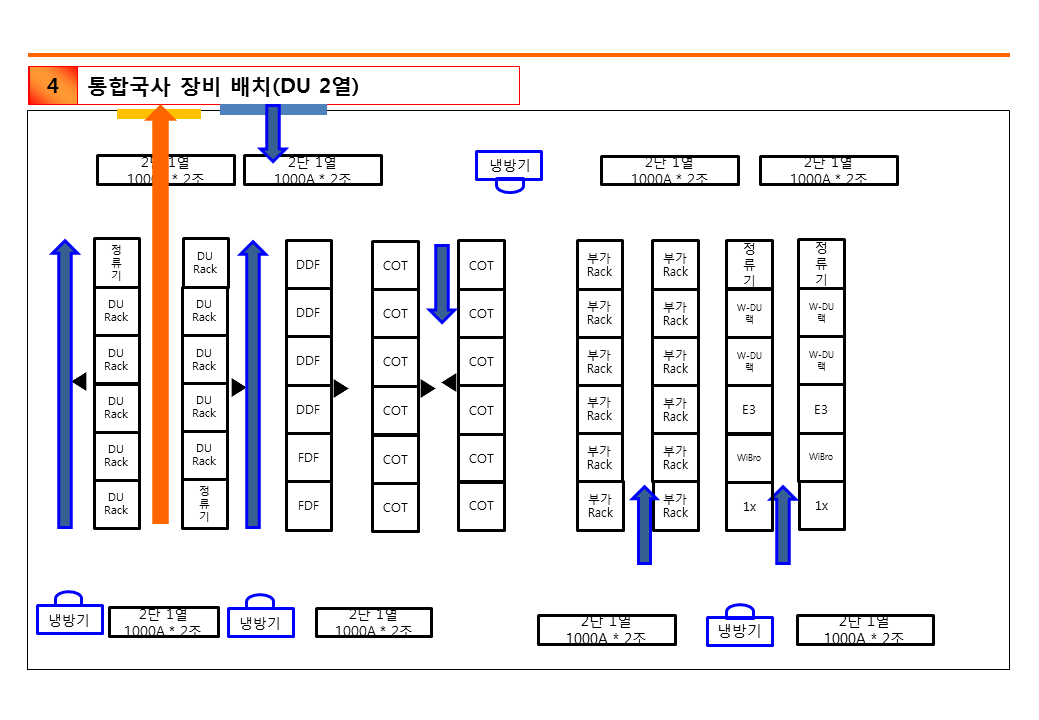 4
통합국사 장비 배치(DU 2열)
2단 1열
1000A * 2조
2단 1열
1000A * 2조
냉방기
2단 1열
1000A * 2조
2단 1열
1000A * 2조
정
류
기
DU
Rack
DU
Rack
DU
Rack
DU
Rack
DU
Rack
DU
Rack
DU
Rack
DU
Rack
DU
Rack
DU
Rack
정
류
기
DDF
DDF
DDF
DDF
FDF
FDF
COT
COT
COT
COT
COT
COT
COT
COT
COT
COT
COT
COT
부가
Rack
부가
Rack
부가
Rack
부가
Rack
부가
Rack
부가
Rack
부가
Rack
부가
Rack
부가
Rack
부가
Rack
부가
Rack
부가
Rack
정
류
기
W-DU
랙
W-DU
랙
E3
WiBro
1x
정
류
기
W-DU
랙
W-DU
랙
E3
WiBro
1x
냉방기
2단 1열
1000A * 2조
냉방기
2단 1열
1000A * 2조
2단 1열
1000A * 2조
냉방기
2단 1열
1000A * 2조